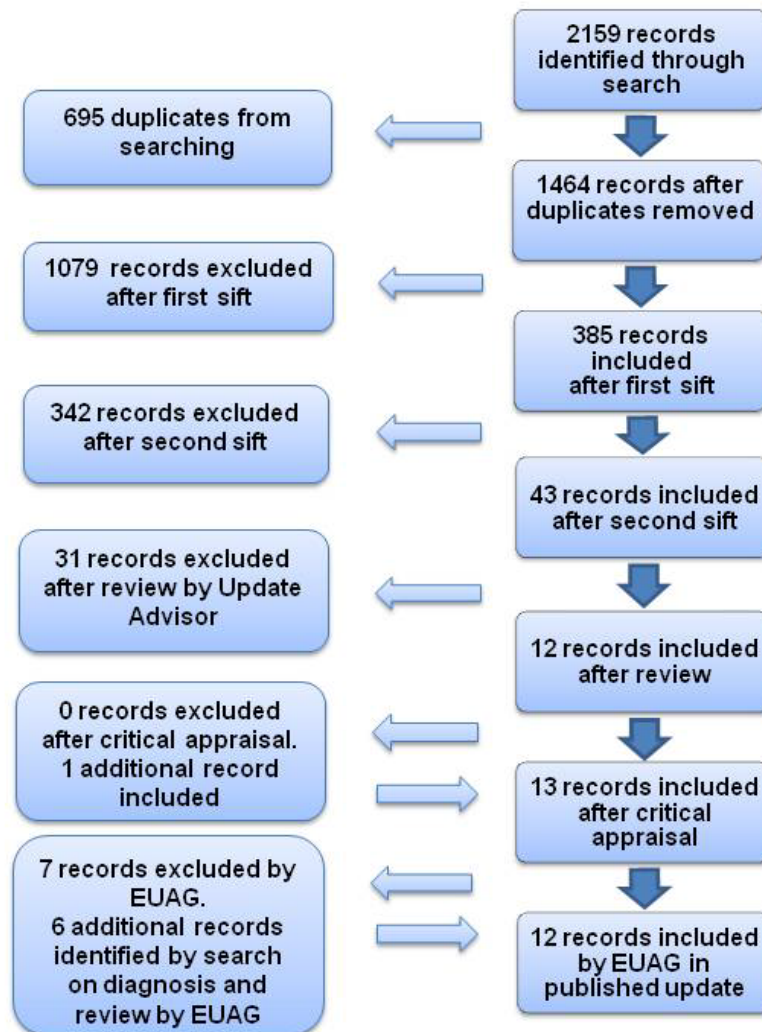 2159 records
identified through
search
695 duplicates from
searching
1464 records after
duplicates removed
1079 records excluded
after first sift
385 records
included
after first sift
342 records excluded
after second sift
43 records included
after second sift
31 records excluded
after review by Update
Advisor
12 records included
after review
0 records excluded
after critical appraisal.
1 additional record
included
13 records included
after critical
appraisal
7 records excluded by
EUAG.
6 additional records
identified by search
on diagnosis and
review by EUAG
12 records included
by EUAG in
published update